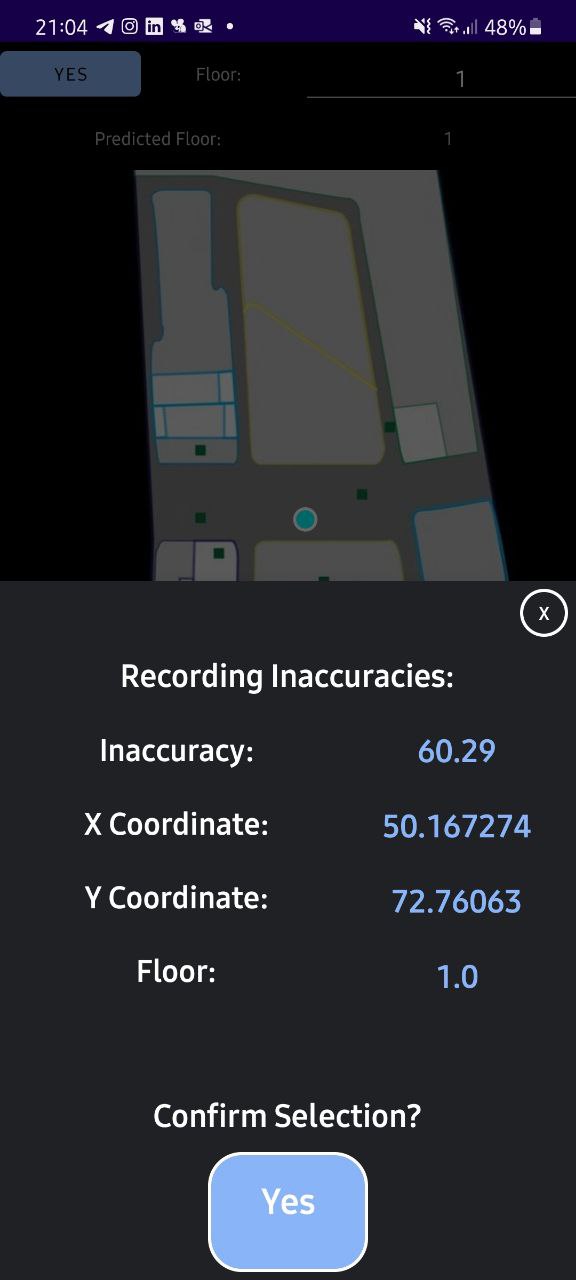 21:04 48%
YES Floor: 1
Predicted Floor: 1
X
Recording Inaccuracies:
Inaccuracy: 60.29
X Coordinate: 50.167274
Y Coordinate: 72.76063
Floor: 1.0
Confirm Selection?
Yes